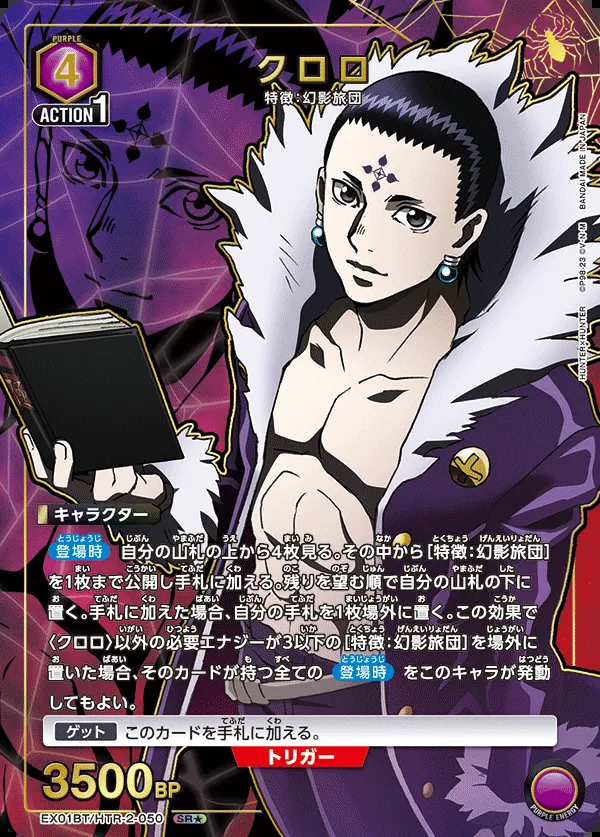 PURPLE
4
ACTION 1
クロロ
特徴:幻影旅団
HUNTER×HUNTER ©P98-23 ©V・N・M BANDAI MADE IN JAPAN
キャラクター
登場時 自分の山札の上から4枚見る。その中から[特徴:幻影旅団]
を1枚まで公開し手札に加える。残りを望む順で自分の山札の下に
置く。手札に加えた場合、自分の手札を1枚場外に置く。この効果で
〈クロロ〉以外の必要エナジーが3以下の[特徴:幻影旅団]を場外に
置いた場合、そのカードが持つ全ての 登場時 をこのキャラが発動
してもよい。
ゲット このカードを手札に加える。
トリガー
3500BP
PURPLE ENERGY
EX01BT/HTR-2-050 SR★